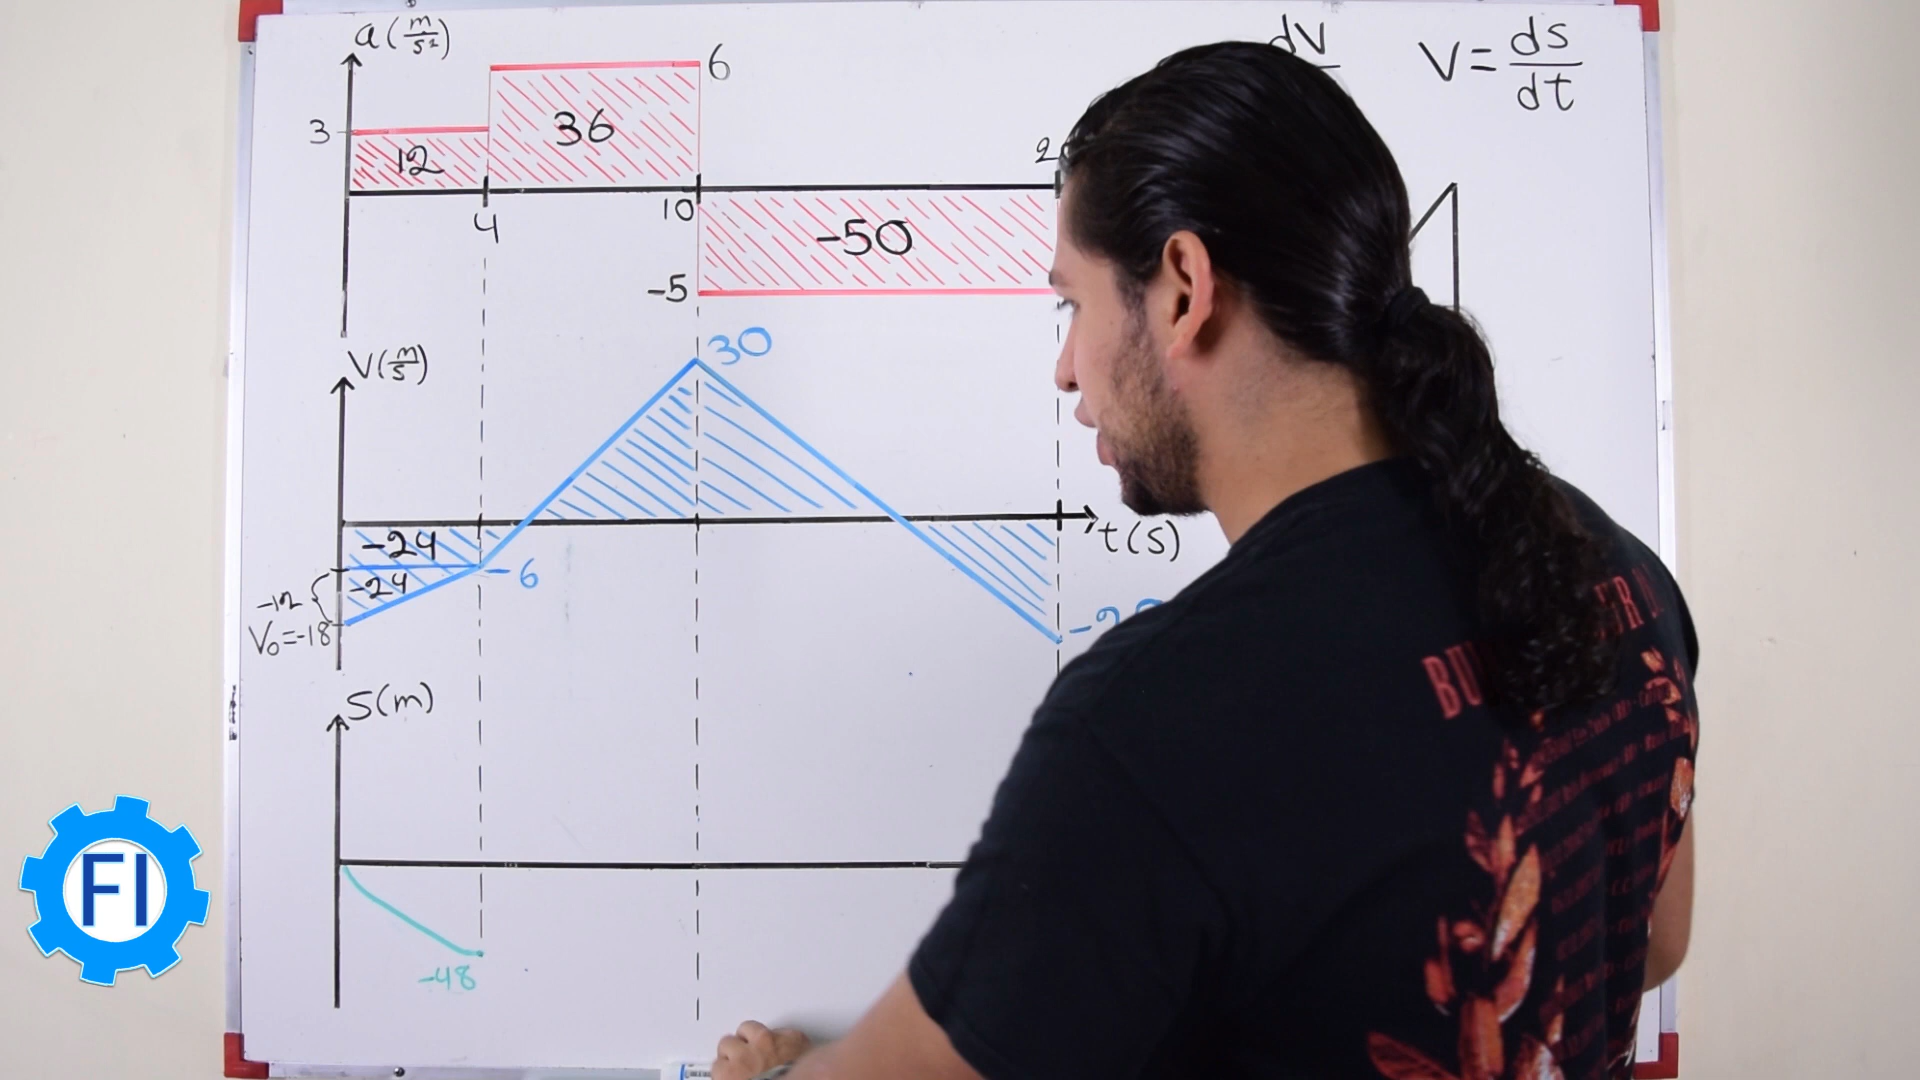 a (m/s²)
6
3
12
36
4
10
-50
-5
dV
V = ds/dt
V (m/s)
30
-24
-24
-6
-12
V₀=-18
t (s)
S (m)
-48
FI